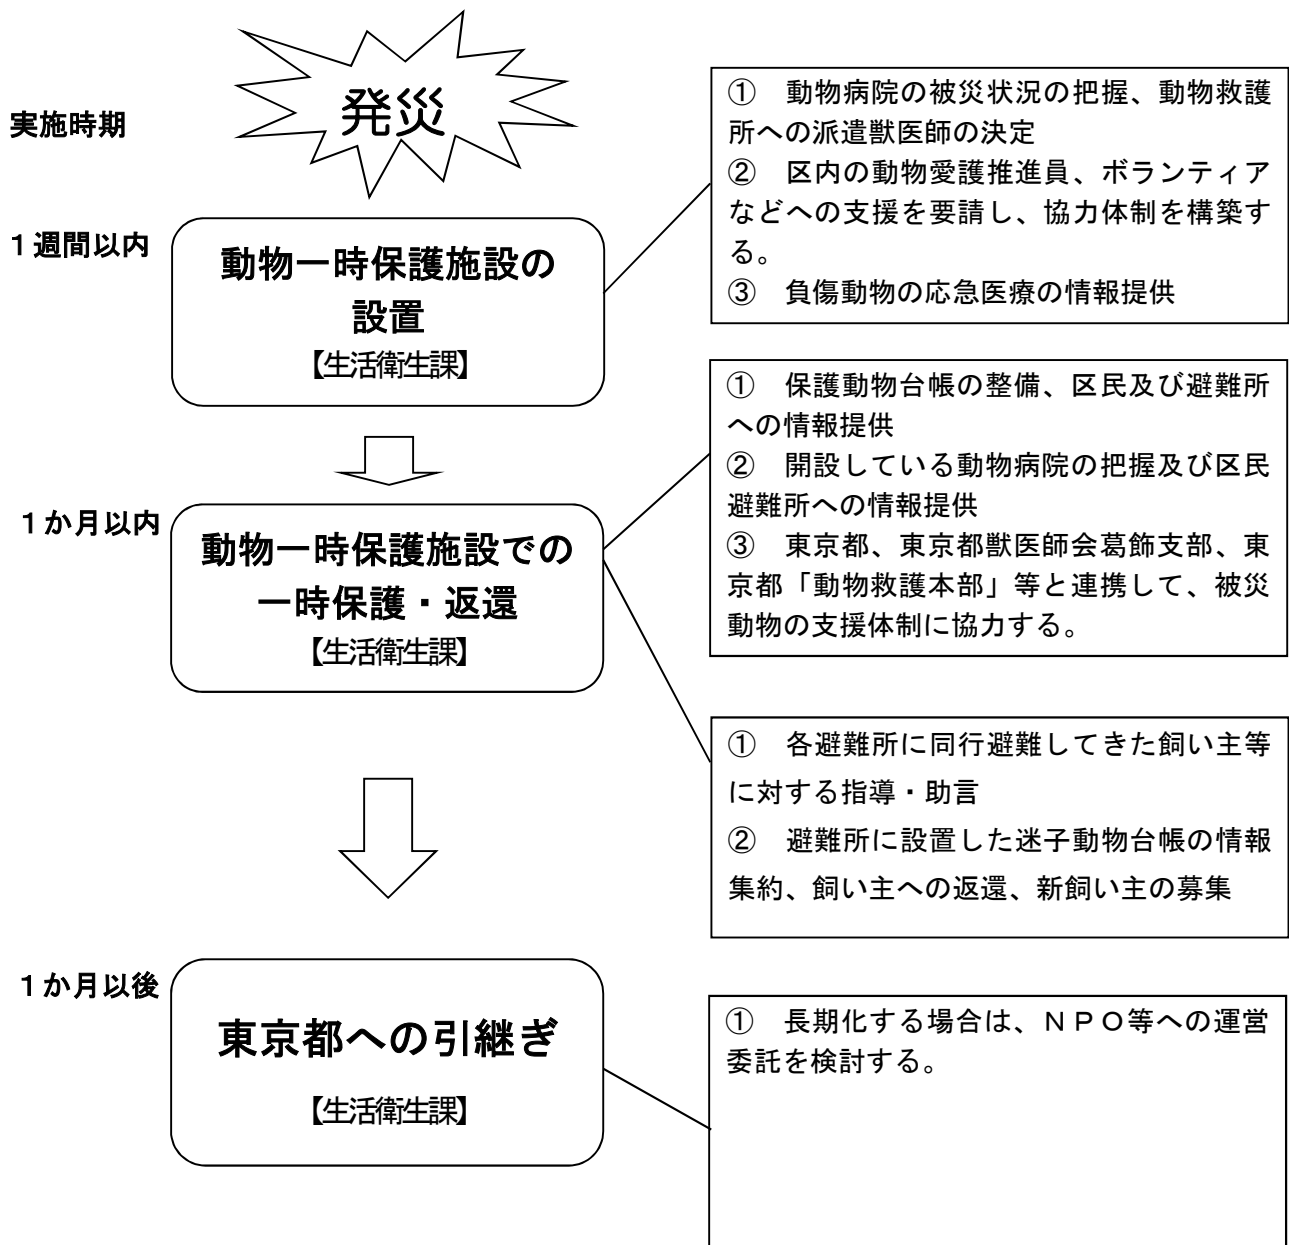 発災
実施時期
① 動物病院の被災状況の把握、動物救護
所への派遣獣医師の決定
② 区内の動物愛護推進員、ボランティア
などへの支援を要請し、協力体制を構築す
る。
③ 負傷動物の応急医療の情報提供
1週間以内
動物一時保護施設の
設置
【生活衛生課】
① 保護動物台帳の整備、区民及び避難所
への情報提供
② 開設している動物病院の把握及び区民
避難所への情報提供
③ 東京都、東京都獣医師会葛飾支部、東
京都「動物救護本部」等と連携して、被災
動物の支援体制に協力する。
1か月以内
動物一時保護施設での
一時保護・返還
【生活衛生課】
① 各避難所に同行避難してきた飼い主等
に対する指導・助言
② 避難所に設置した迷子動物台帳の情報
集約、飼い主への返還、新飼い主の募集
1か月以後
東京都への引継ぎ
【生活衛生課】
① 長期化する場合は、NPO等への運営
委託を検討する。